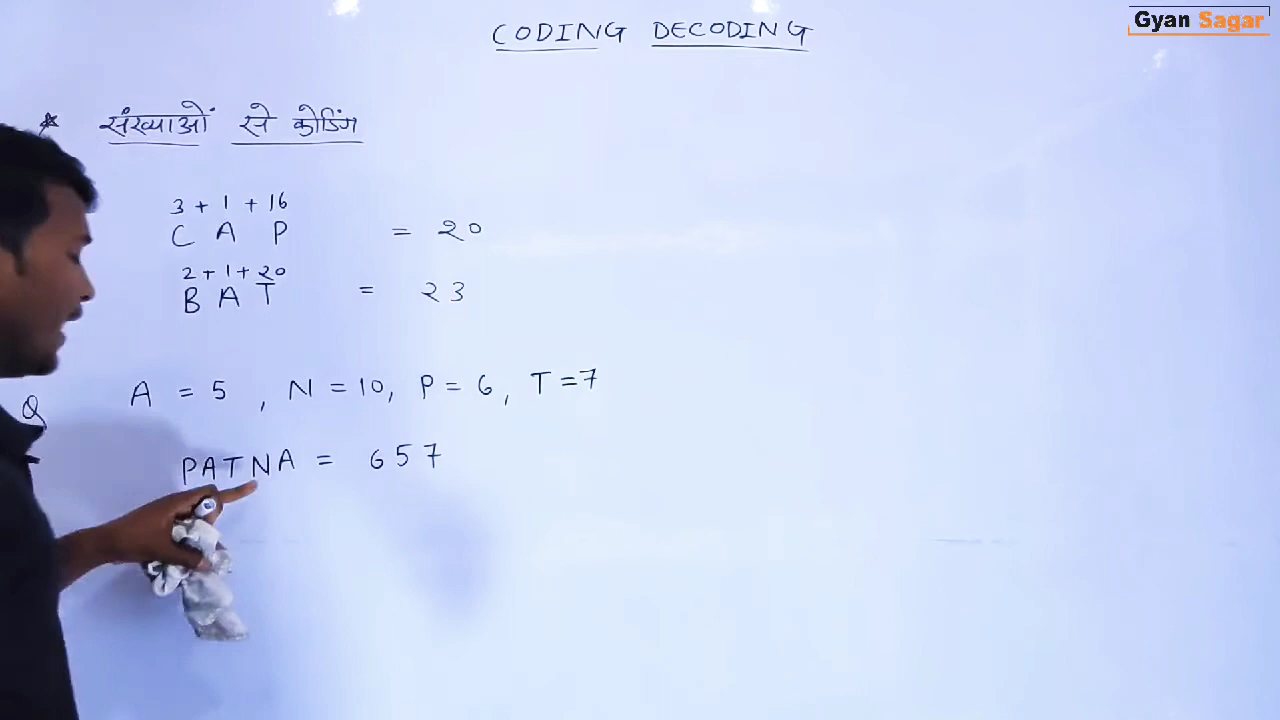 Gyan Sagar
CODING DECODING
* संख्याओं से कोडिंग
3 + 1 + 16
C A P = 20
2 + 1 + 20
B A T = 23
Q A = 5 , N = 10, P = 6, T = 7
PATNA = 657